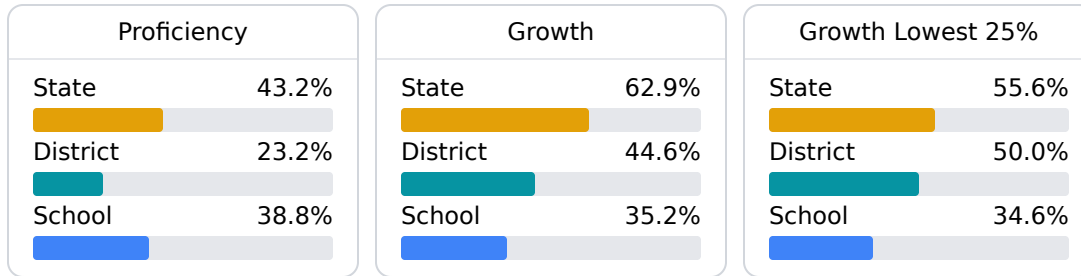 Proficiency
State 43.2%
District 23.2%
School 38.8%
Growth
State 62.9%
District 44.6%
School 35.2%
Growth Lowest 25%
State 55.6%
District 50.0%
School 34.6%